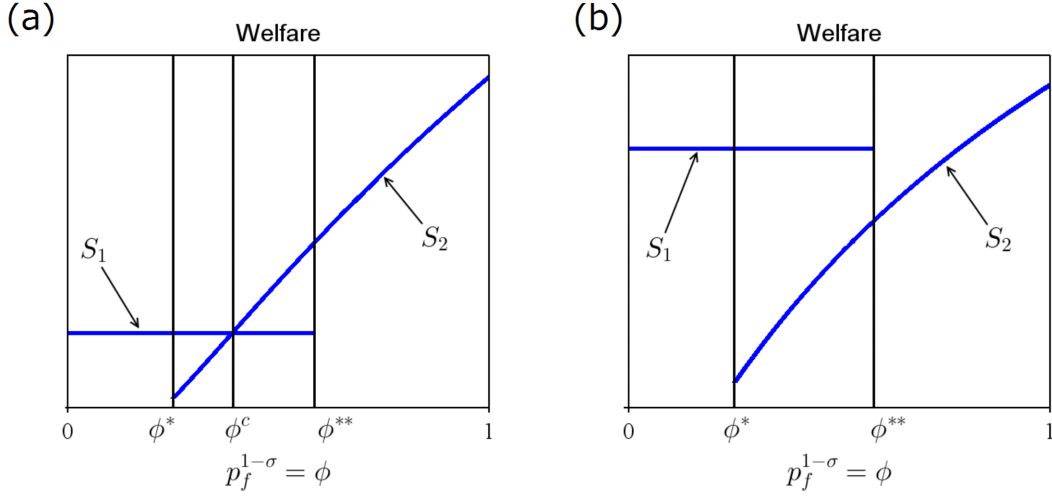 (a)
Welfare
S₁
S₂
0 ϕ* ϕᶜ ϕ** 1
p_f^{1−σ} = ϕ
(b)
Welfare
S₁
S₂
0 ϕ* ϕ** 1
p_f^{1−σ} = ϕ